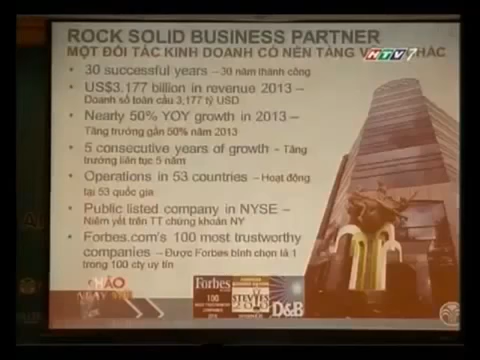 ROCK SOLID BUSINESS PARTNER
MỘT ĐỐI TÁC KINH DOANH CÓ NỀN TẢNG
HTV7
• 30 successful years – 30 năm thành công
• US$3.177 billion in revenue 2013 –
Doanh số toàn cầu 3,177 tỷ USD
• Nearly 50% YOY growth in 2013 –
Tăng trưởng gần 50% năm 2013
• 5 consecutive years of growth - Tăng
trưởng liên tục 5 năm
• Operations in 53 countries – Hoạt động
tại 53 quốc gia
• Public listed company in NYSE –
Niêm yết trên TT chứng khoán NY
• Forbes.com's 100 most trustworthy
companies – Được Forbes bình chọn là 1
trong 100 cty uy tín
CHÀO
NGÀY MỚI
Forbes
100
STEVIES
D&B